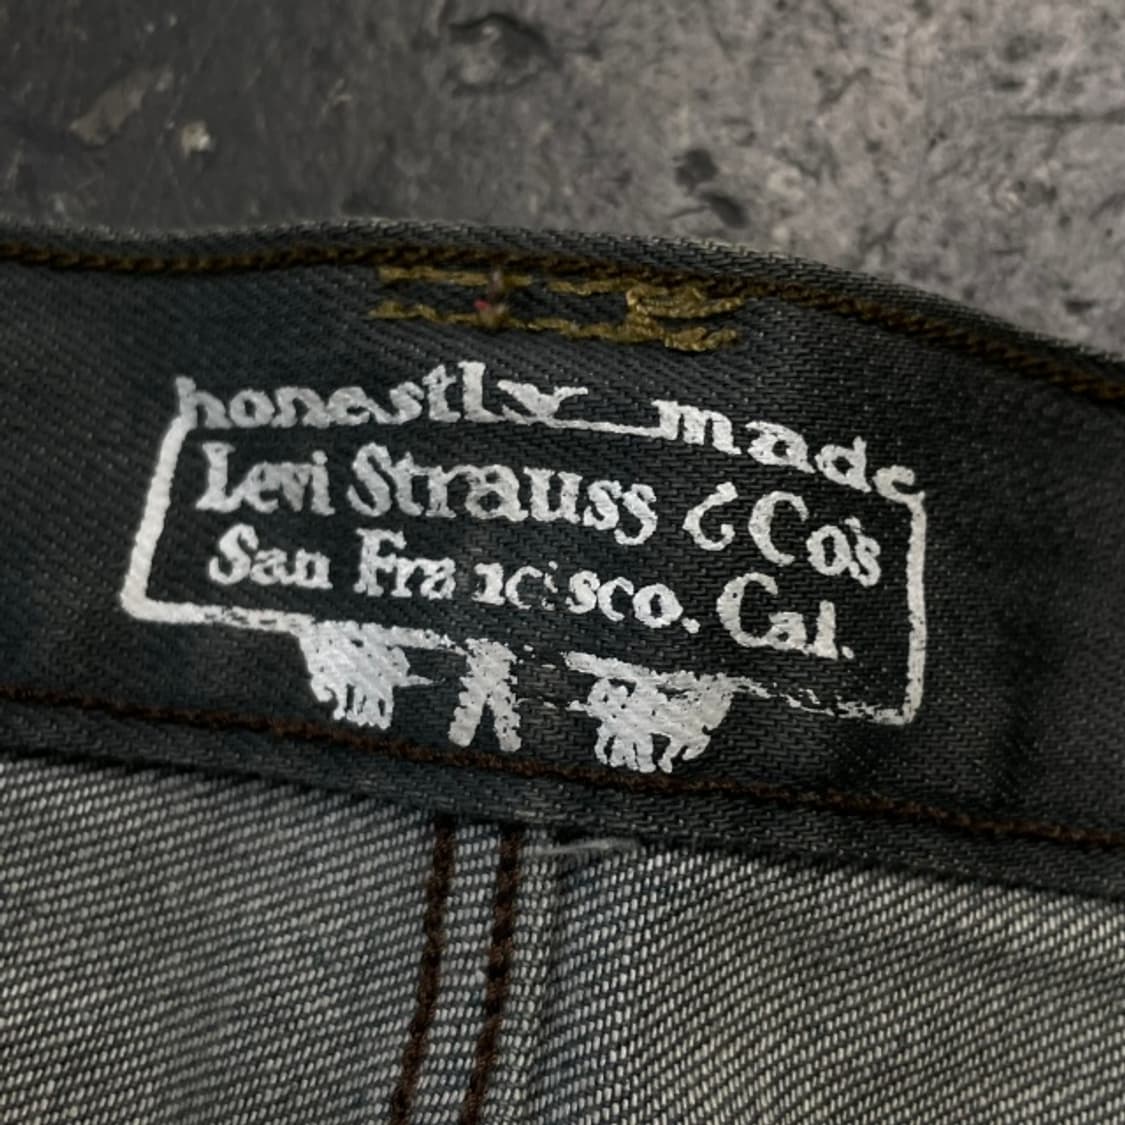 honestly made
Levi Strauss & Co's
San Francisco. Cal.